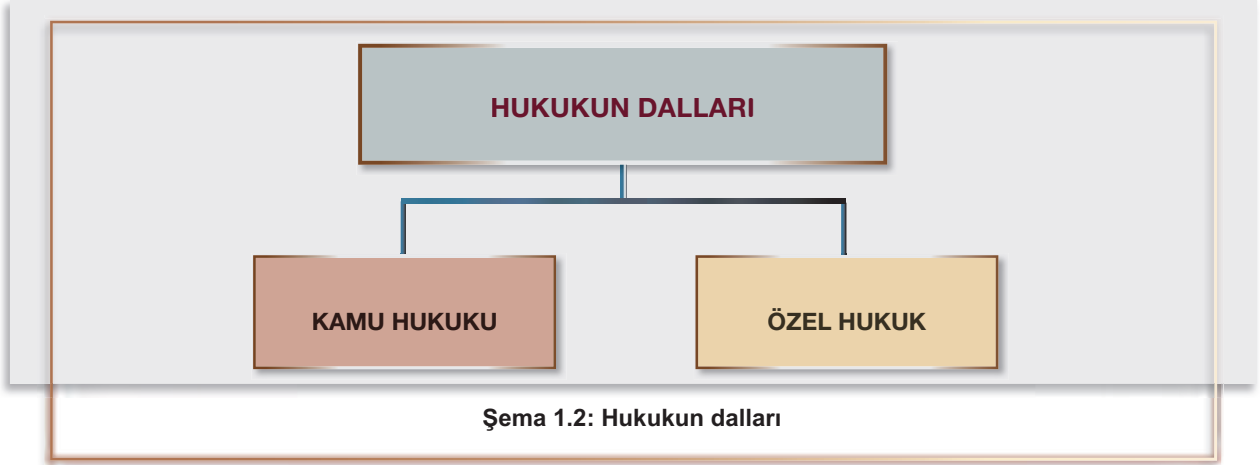 HUKUKUN DALLARI
KAMU HUKUKU
ÖZEL HUKUK
Şema 1.2: Hukukun dalları